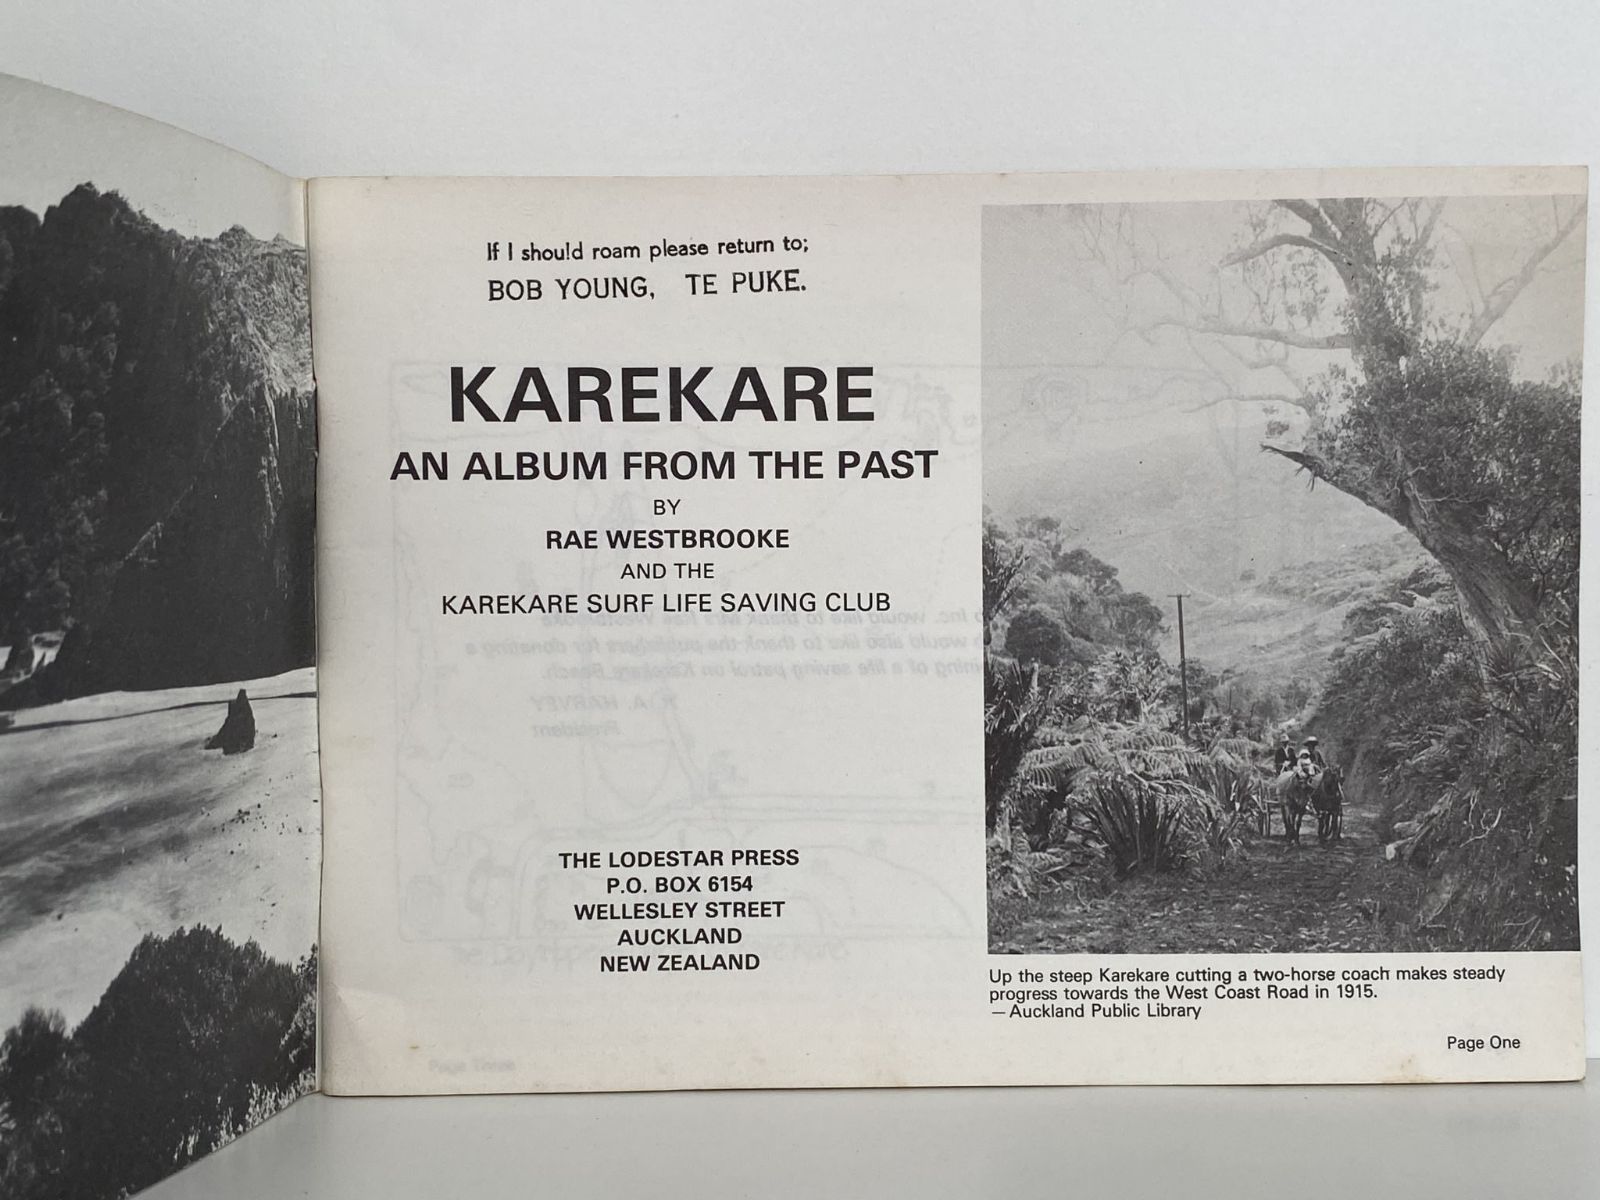 If I should roam please return to;
BOB YOUNG, TE PUKE.
KAREKARE
AN ALBUM FROM THE PAST
BY
RAE WESTBROOKE
AND THE
KAREKARE SURF LIFE SAVING CLUB
THE LODESTAR PRESS
P.O. BOX 6154
WELLESLEY STREET
AUCKLAND
NEW ZEALAND
Up the steep Karekare cutting a two-horse coach makes steady
progress towards the West Coast Road in 1915.
— Auckland Public Library
Page One